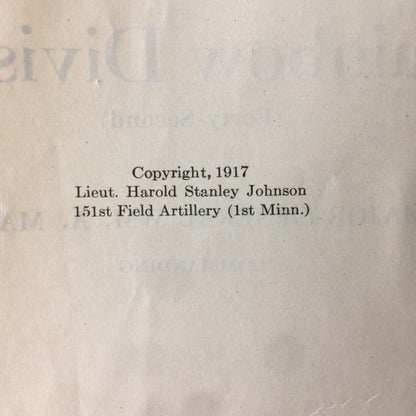 Copyright, 1917
Lieut. Harold Stanley Johnson
151st Field Artillery (1st Minn.)